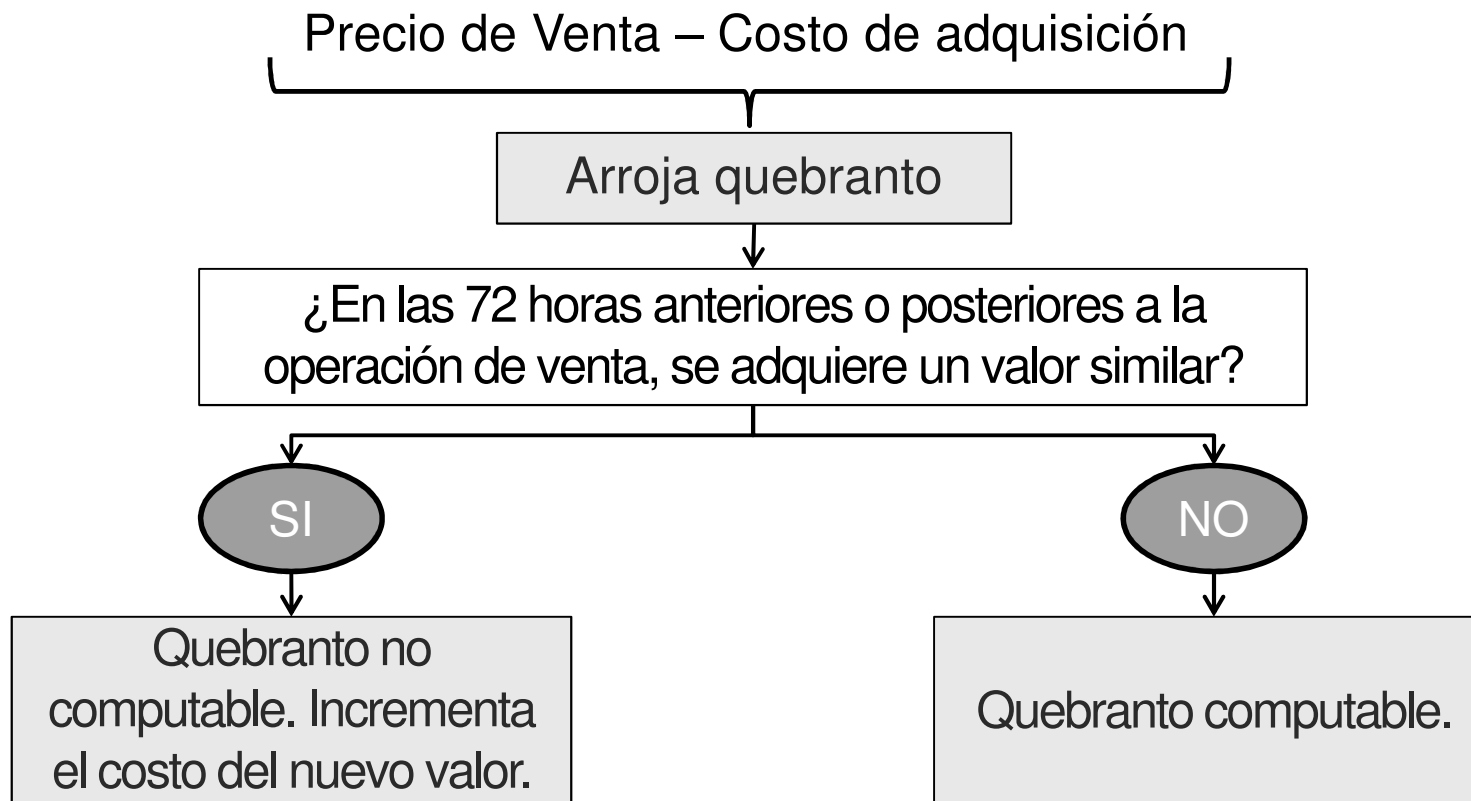 Precio de Venta – Costo de adquisición
Arroja quebranto
¿En las 72 horas anteriores o posteriores a la
operación de venta, se adquiere un valor similar?
SI
NO
Quebranto no
computable. Incrementa
el costo del nuevo valor.
Quebranto computable.